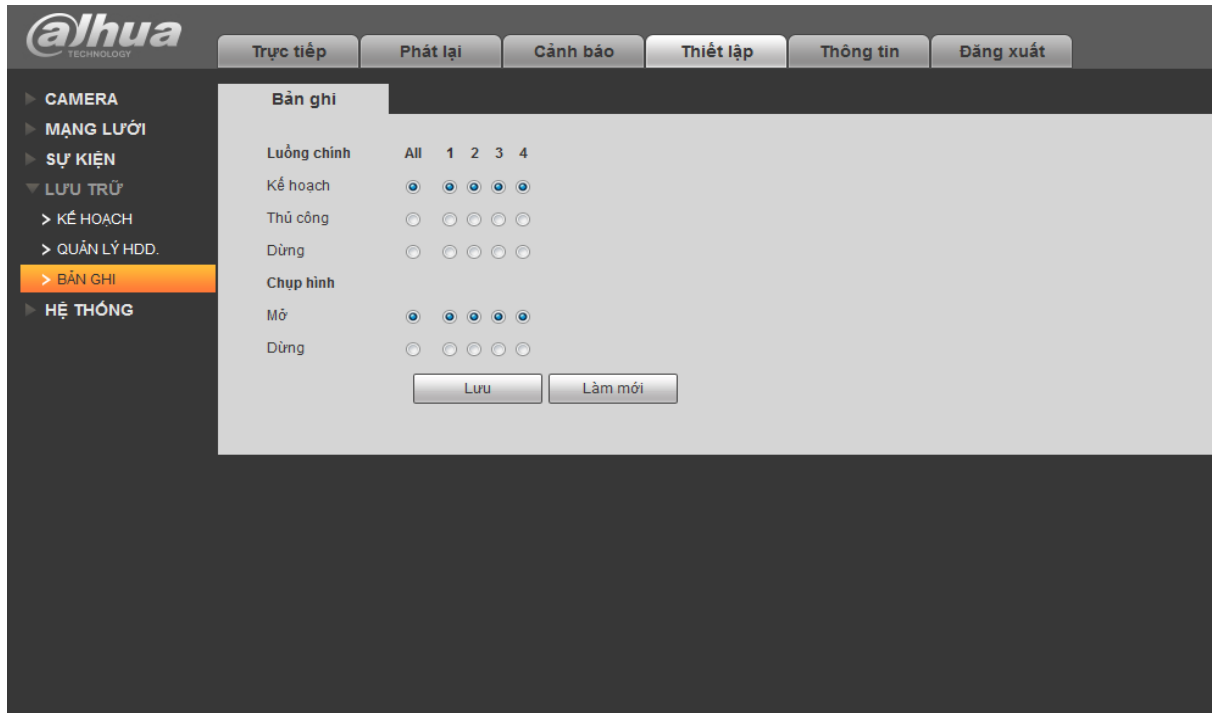 alhua
TECHNOLOGY
Trực tiếp Phát lại Cảnh báo Thiết lập Thông tin Đăng xuất
CAMERA
MẠNG LƯỚI
SỰ KIỆN
LƯU TRỮ
> KẾ HOẠCH
> QUẢN LÝ HDD.
> BẢN GHI
HỆ THỐNG
Bản ghi
Luồng chính All 1 2 3 4
Kế hoạch
Thủ công
Dừng
Chụp hình
Mở
Dừng
Lưu Làm mới